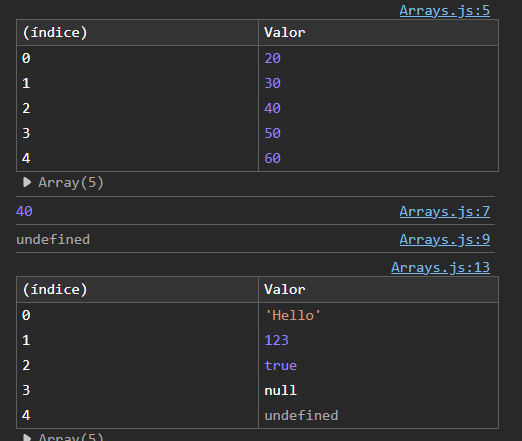 Arrays.js:5
(índice) Valor
0 20
1 30
2 40
3 50
4 60
▶ Array(5)
40 Arrays.js:7
undefined Arrays.js:9
Arrays.js:13
(índice) Valor
0 'Hello'
1 123
2 true
3 null
4 undefined
▶ Array(5)